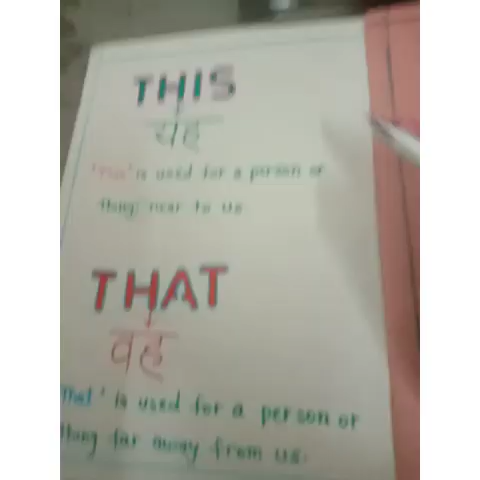 THIS
यह
'This' is used for a person or
thing near to us
THAT
वह
'That' is used for a person or
thing far away from us.